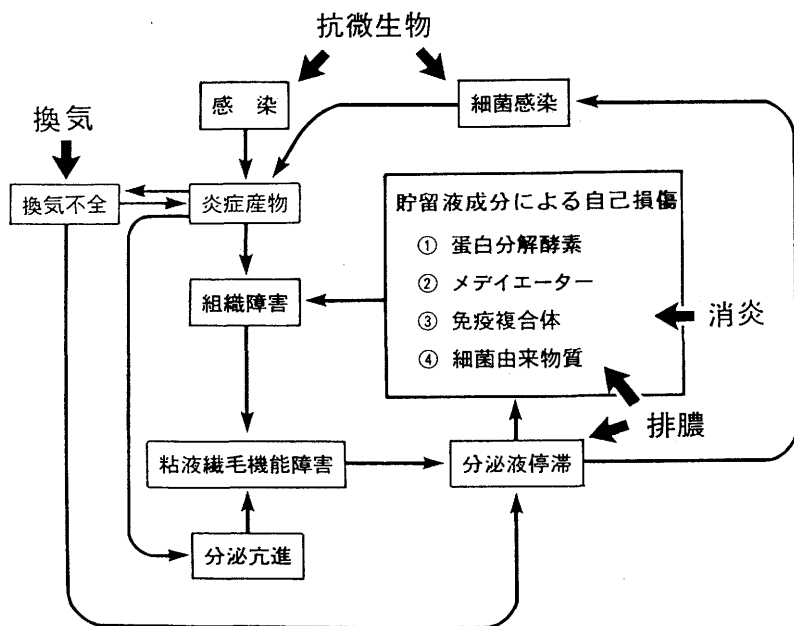 抗微生物
感染
細菌感染
換気
換気不全
炎症産物
貯留液成分による自己損傷
① 蛋白分解酵素
② メデイエーター
③ 免疫複合体
④ 細菌由来物質
組織障害
消炎
排膿
粘液繊毛機能障害
分泌液停滞
分泌亢進